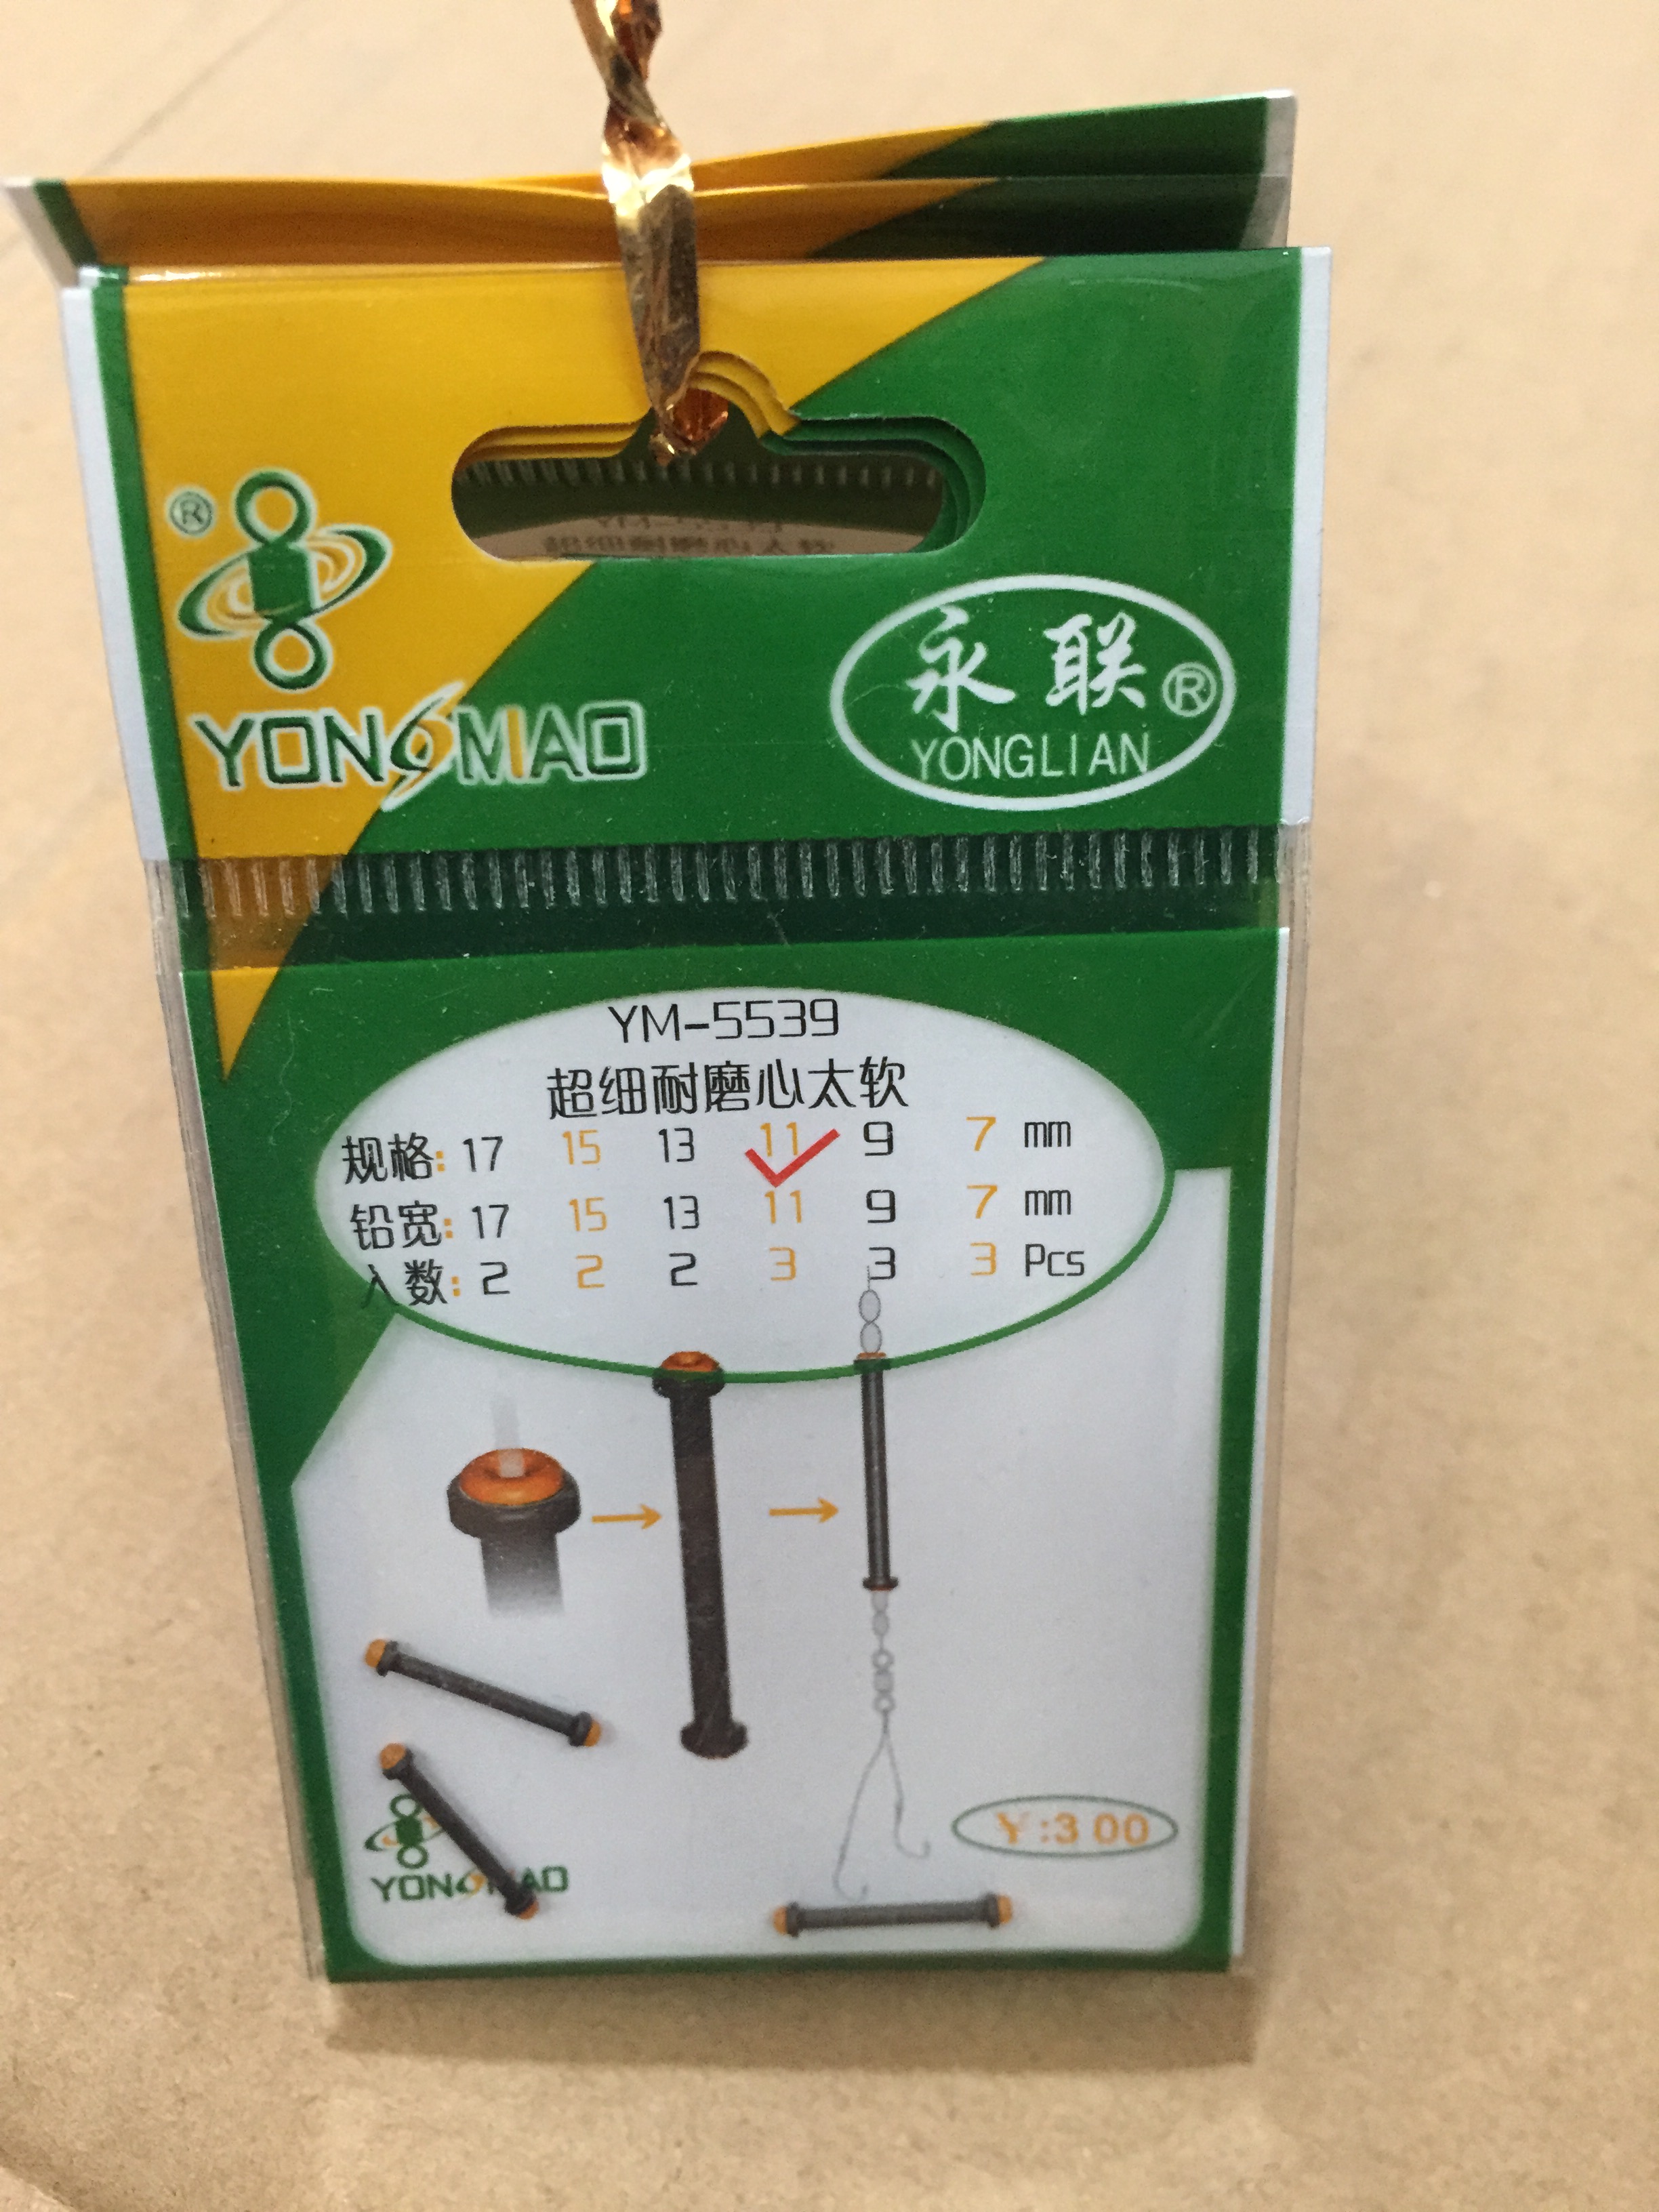 ®
YONGMAO
永联®
YONGLIAN
YM-5539
超细耐磨心太软
规格: 17 15 13 11 9 7 mm
铅宽: 17 15 13 11 9 7 mm
入数: 2 2 2 3 3 3 Pcs
¥:3 00